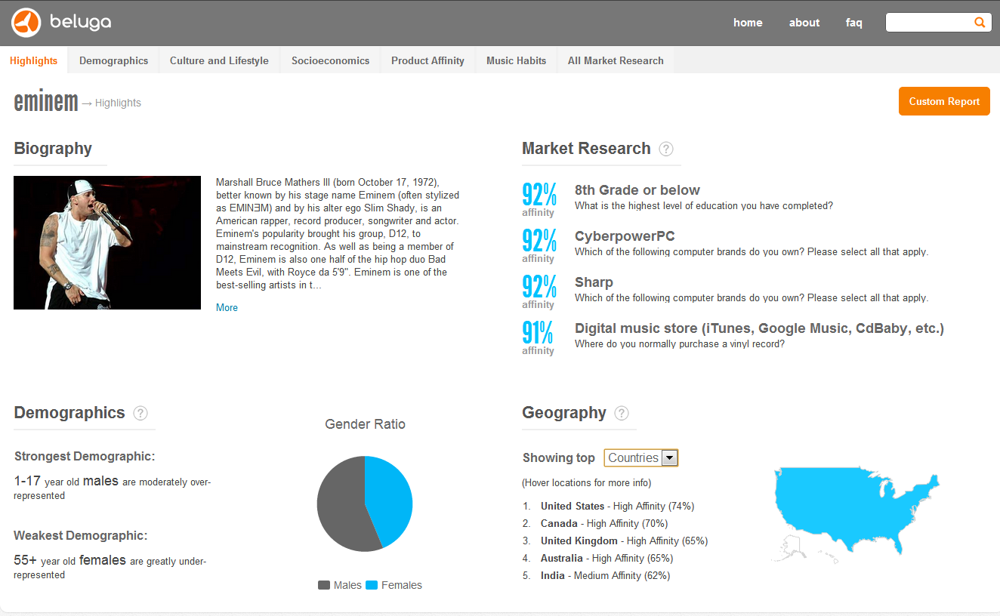 beluga
home about faq
Highlights Demographics Culture and Lifestyle Socioeconomics Product Affinity Music Habits All Market Research
eminem → Highlights
Custom Report
Biography
Marshall Bruce Mathers III (born October 17, 1972),
better known by his stage name Eminem (often stylized
as EMINƎM) and by his alter ego Slim Shady, is an
American rapper, record producer, songwriter and actor.
Eminem's popularity brought his group, D12, to
mainstream recognition. As well as being a member of
D12, Eminem is also one half of the hip hop duo Bad
Meets Evil, with Royce da 5'9". Eminem is one of the
best-selling artists in t...
More
Market Research ?
92% 8th Grade or below
affinity What is the highest level of education you have completed?
92% CyberpowerPC
affinity Which of the following computer brands do you own? Please select all that apply.
92% Sharp
affinity Which of the following computer brands do you own? Please select all that apply.
91% Digital music store (iTunes, Google Music, CdBaby, etc.)
affinity Where do you normally purchase a vinyl record?
Demographics ?
Strongest Demographic:
1-17 year old males are moderately over-
represented
Weakest Demographic:
55+ year old females are greatly under-
represented
Gender Ratio
Males Females
Geography ?
Showing top Countries
(Hover locations for more info)
1. United States - High Affinity (74%)
2. Canada - High Affinity (70%)
3. United Kingdom - High Affinity (65%)
4. Australia - High Affinity (65%)
5. India - Medium Affinity (62%)